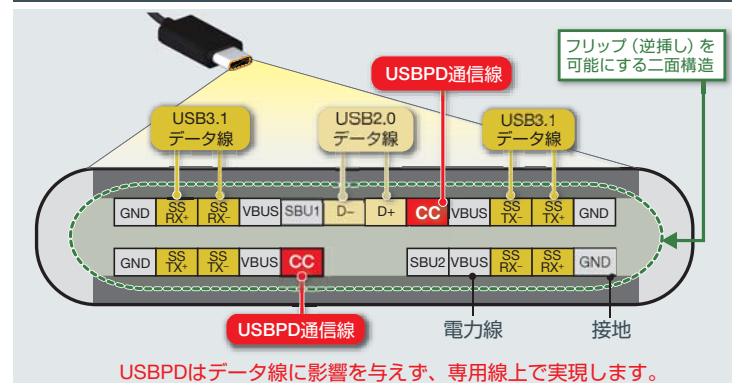 フリップ(逆挿し)を
可能にする二面構造
USBPD通信線
USB3.1
データ線
USB2.0
データ線
USB3.1
データ線
GND SS RX+ SS RX- VBUS SBU1 D- D+ CC VBUS SS TX- SS TX+ GND
GND SS TX+ SS TX- VBUS CC SBU2 VBUS SS RX- SS RX+ GND
USBPD通信線
電力線
接地
USBPDはデータ線に影響を与えず、専用線上で実現します。